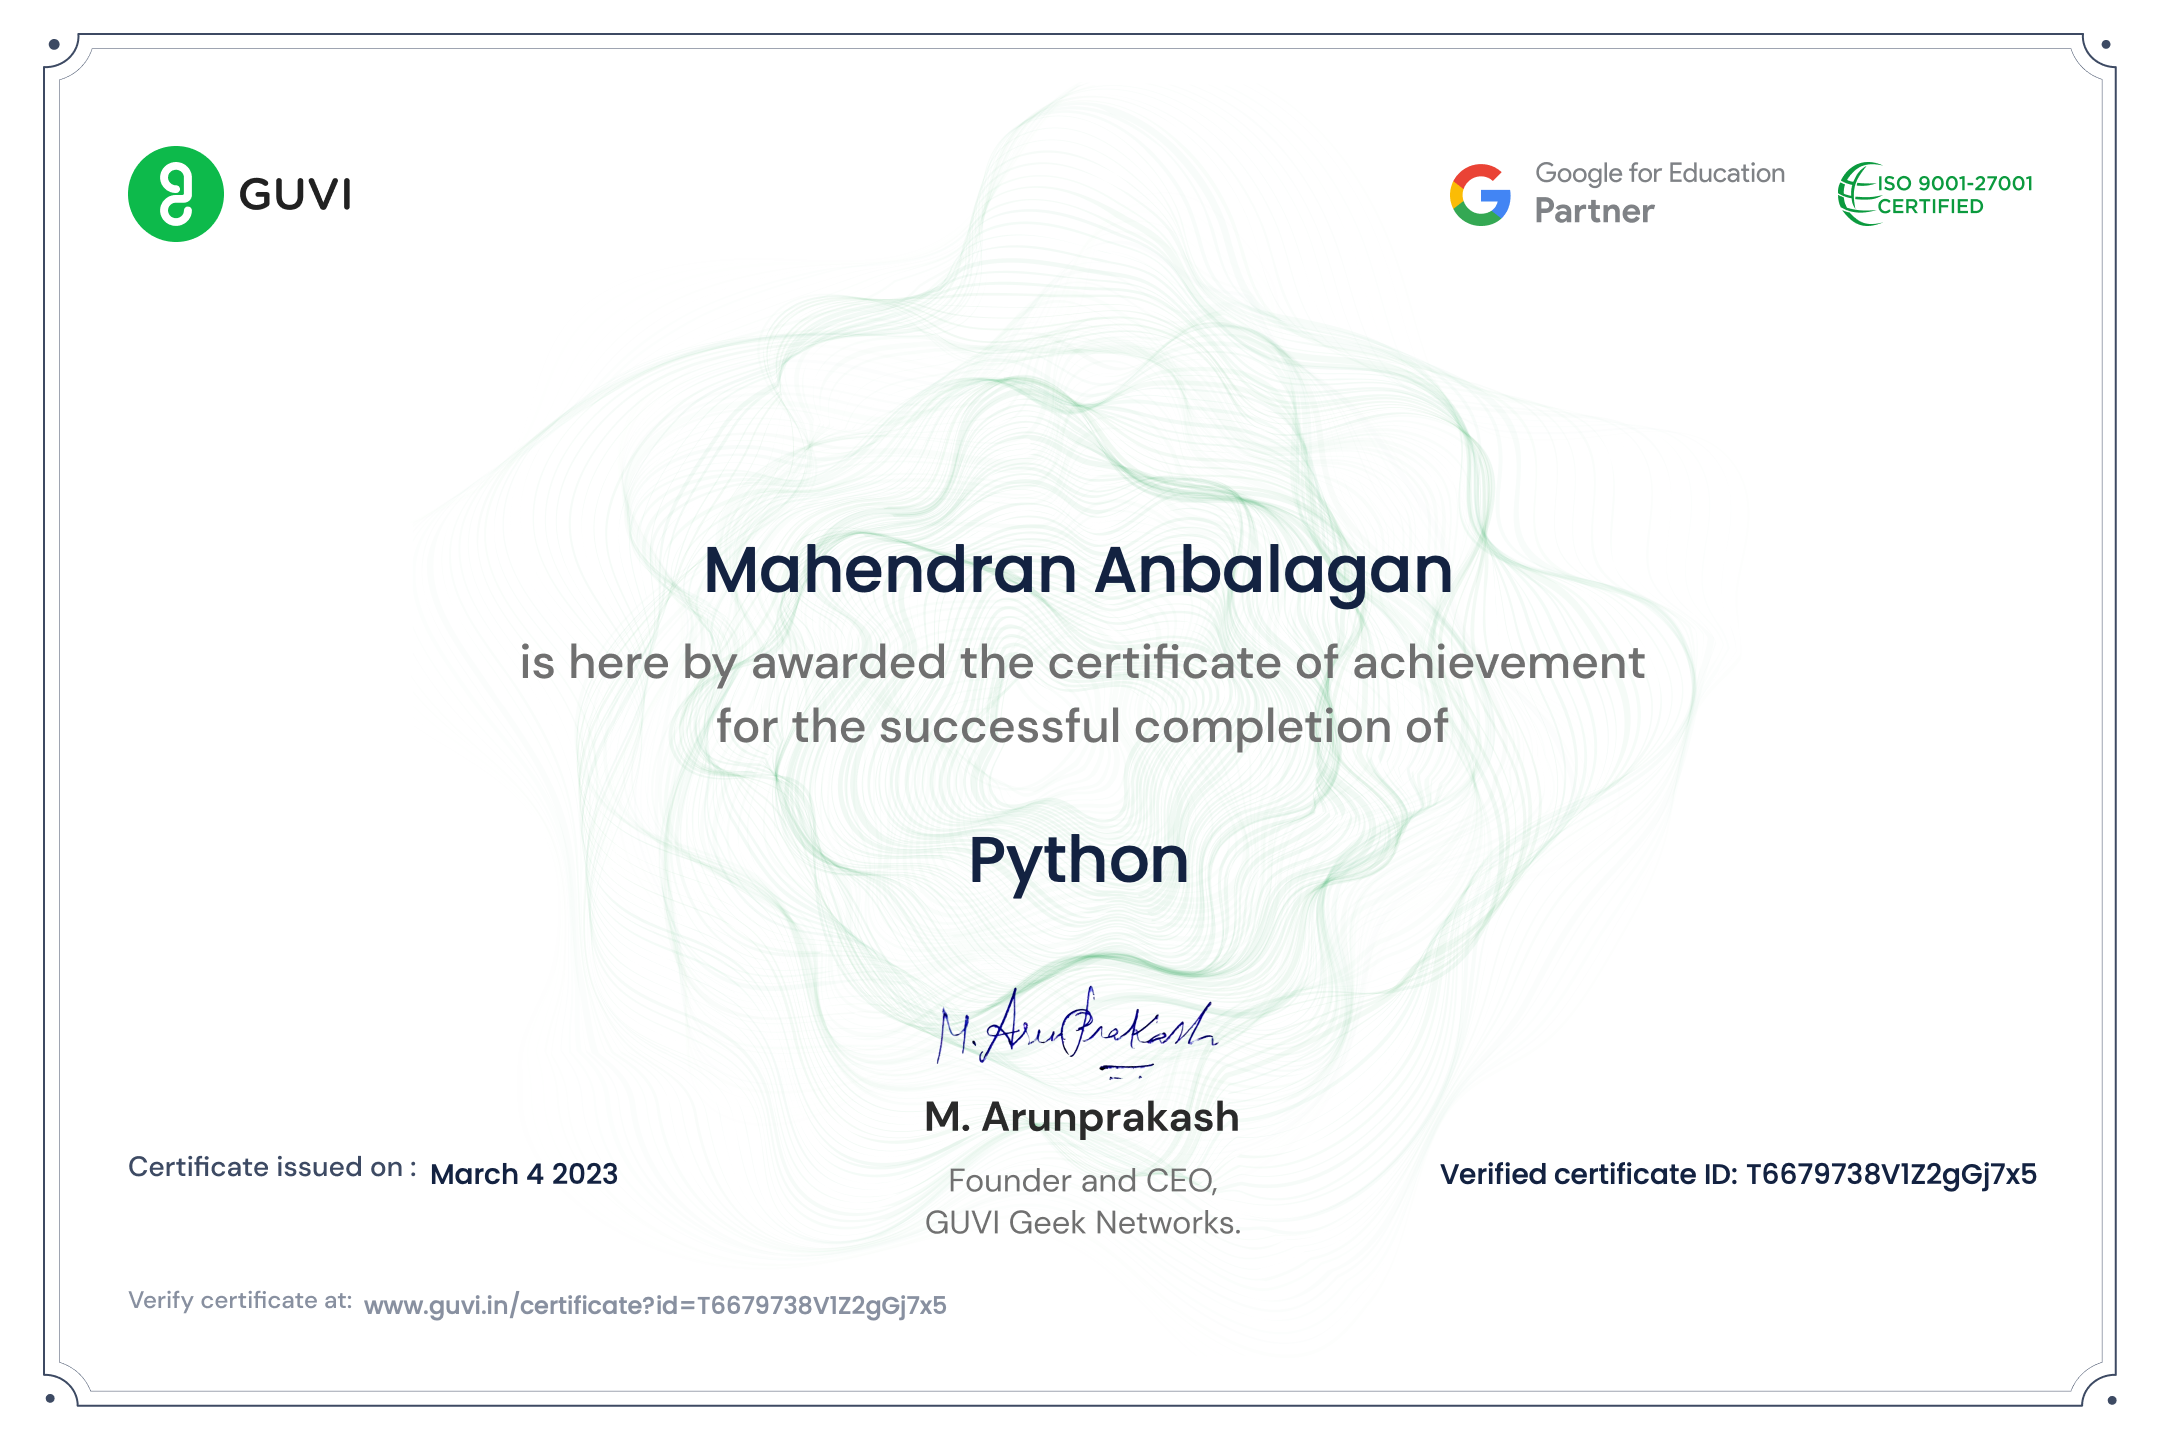 GUVI
Google for Education
Partner
ISO 9001-27001
CERTIFIED
Mahendran Anbalagan
is here by awarded the certificate of achievement
for the successful completion of
Python
M. ArunPrakash
M. Arunprakash
Founder and CEO,
GUVI Geek Networks.
Certificate issued on : March 4 2023
Verified certificate ID: T6679738V1Z2gGj7x5
Verify certificate at: www.guvi.in/certificate?id=T6679738V1Z2gGj7x5